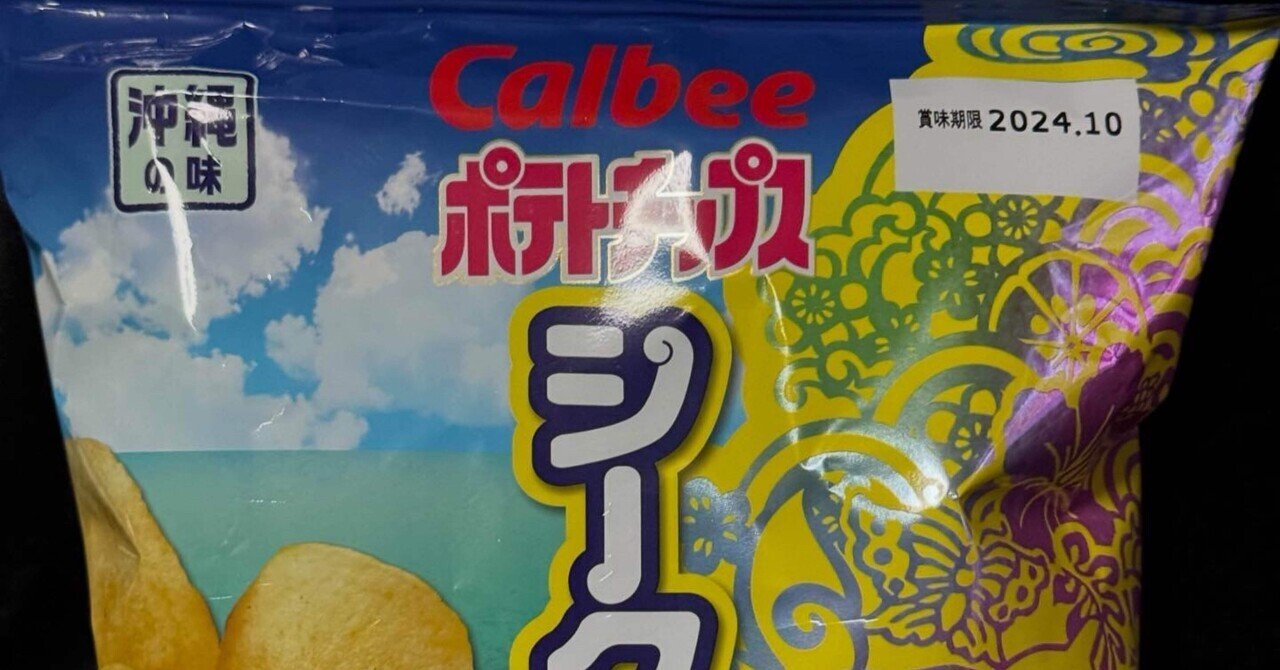 Calbee
ポテトチップス
沖縄
の味
賞味期限 2024.10
シーク